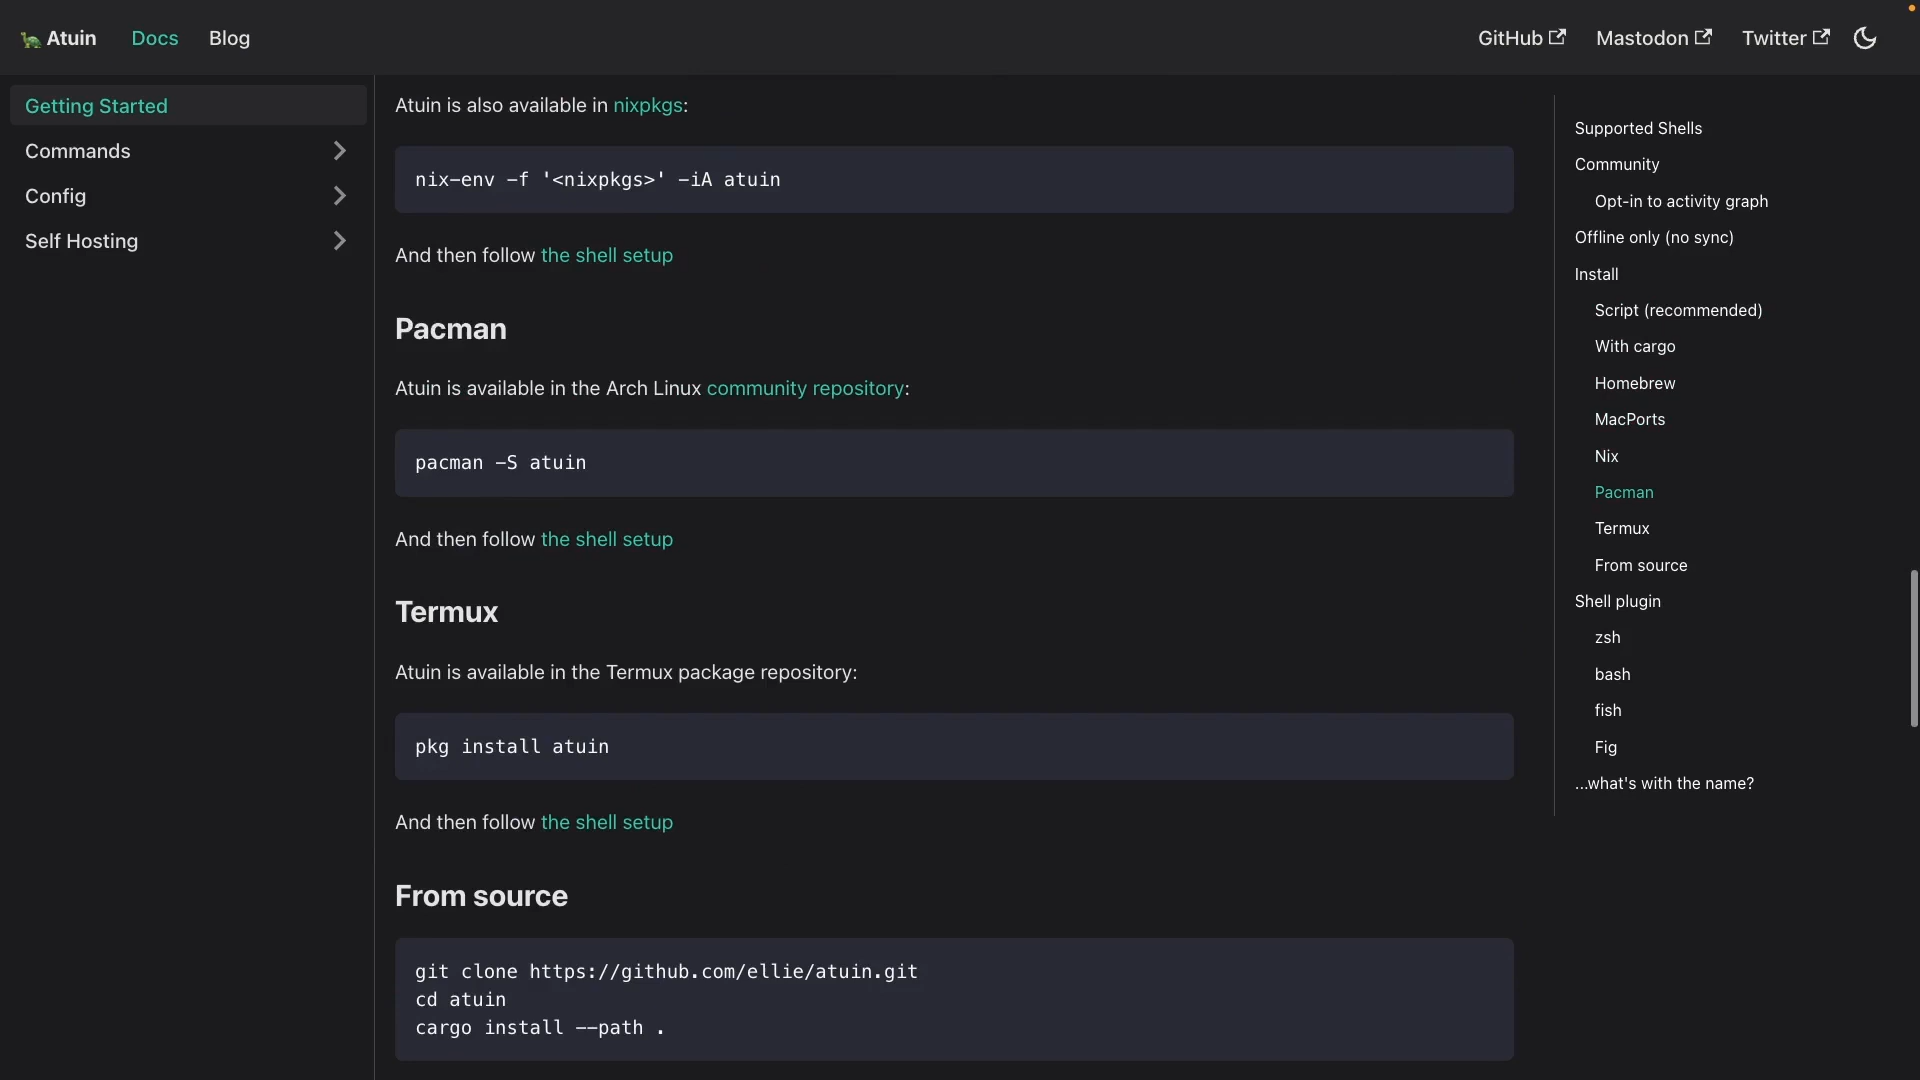 Atuin
Docs
Blog
GitHub
Mastodon
Twitter
Getting Started
Commands
Config
Self Hosting
Atuin is also available in nixpkgs:
nix-env -f '<nixpkgs>' -iA atuin
And then follow the shell setup
Pacman
Atuin is available in the Arch Linux community repository:
pacman -S atuin
And then follow the shell setup
Termux
Atuin is available in the Termux package repository:
pkg install atuin
And then follow the shell setup
From source
git clone https://github.com/ellie/atuin.git
cd atuin
cargo install --path .
Supported Shells
Community
Opt-in to activity graph
Offline only (no sync)
Install
Script (recommended)
With cargo
Homebrew
MacPorts
Nix
Pacman
Termux
From source
Shell plugin
zsh
bash
fish
Fig
...what's with the name?